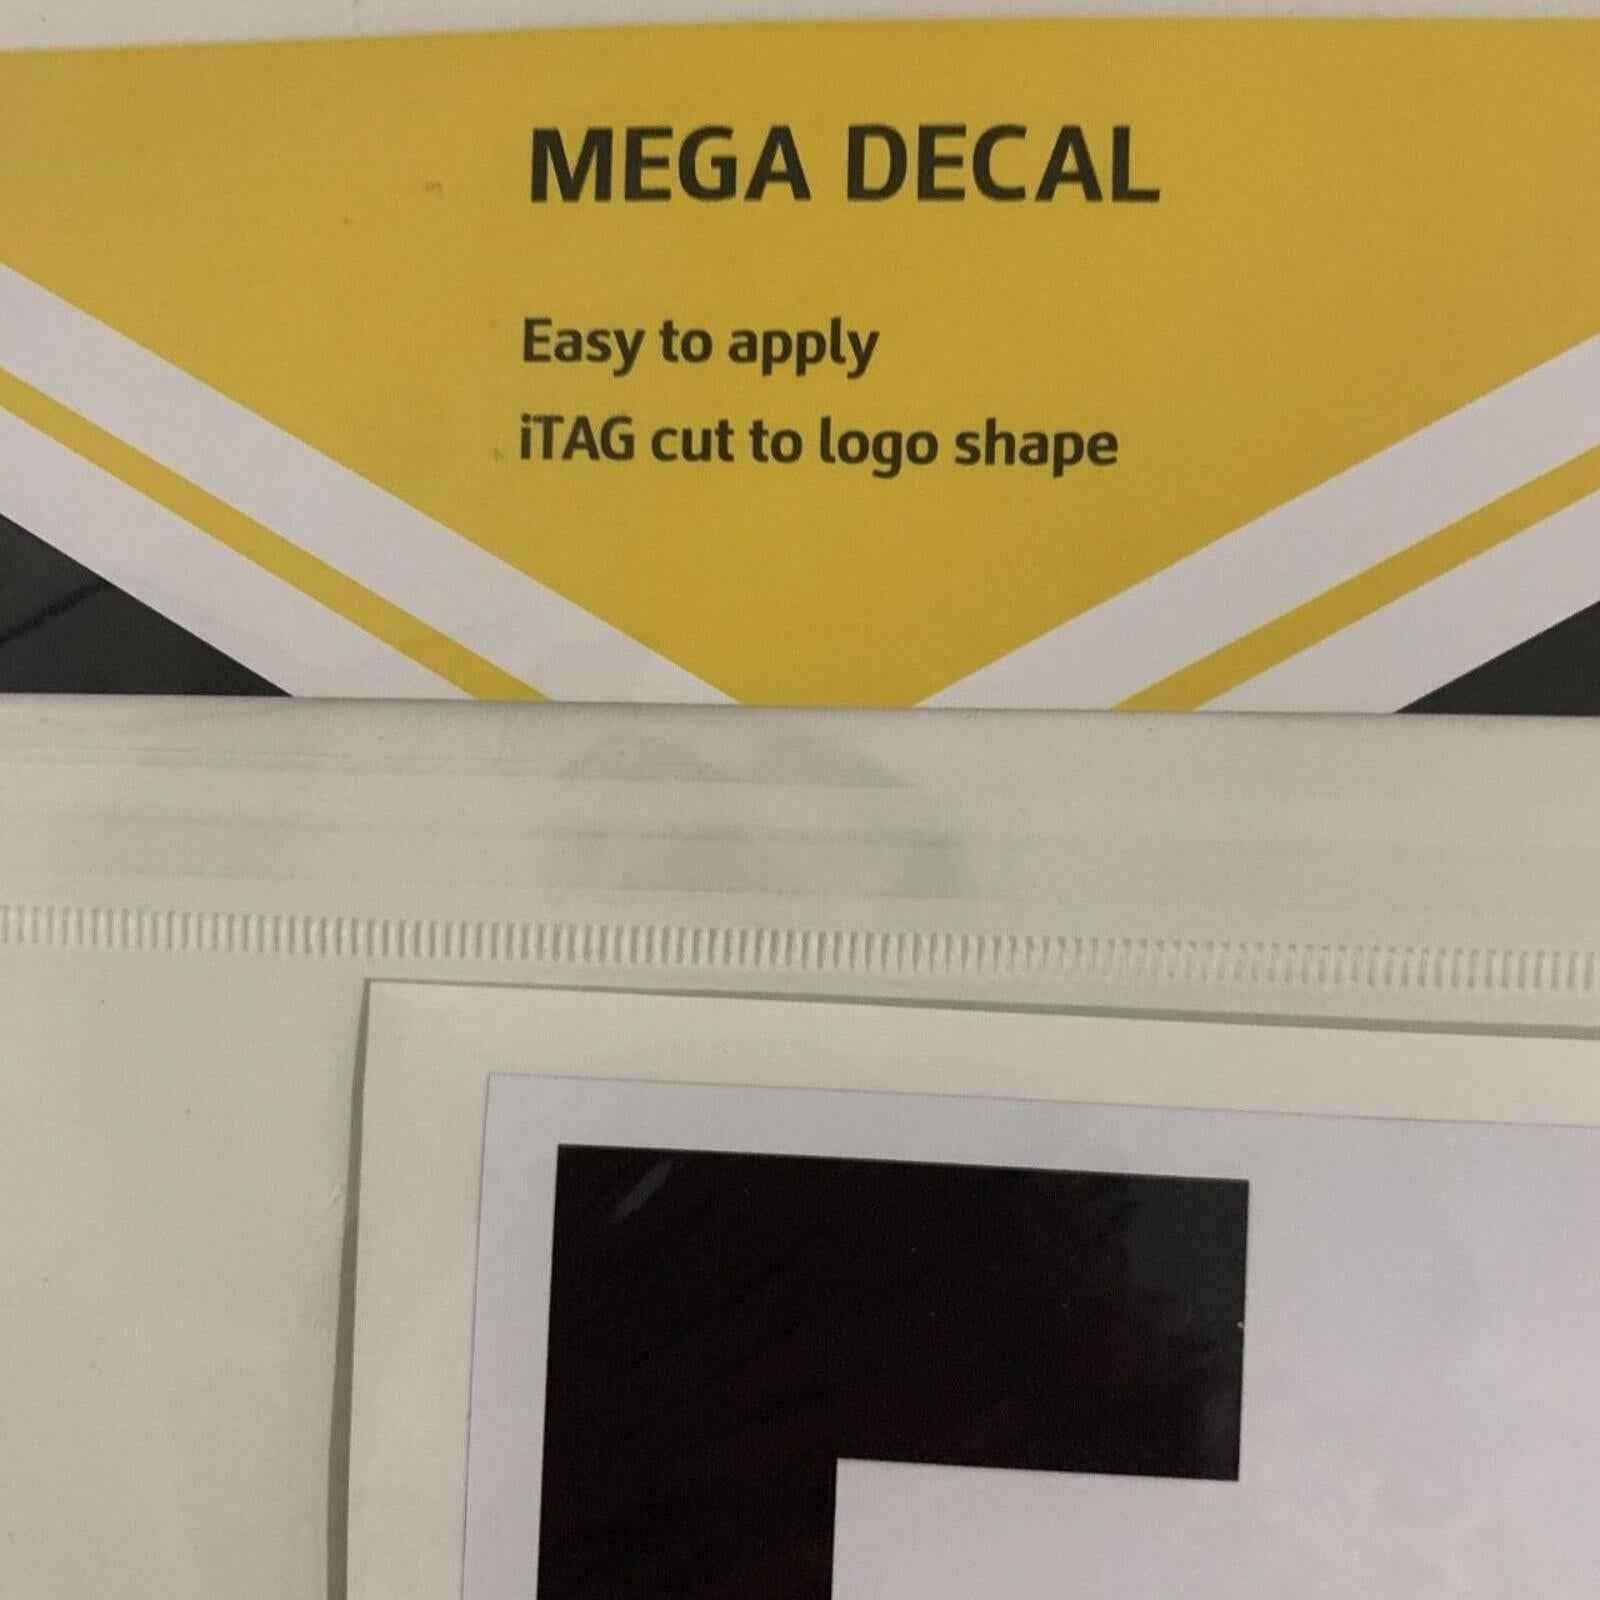 MEGA DECAL
Easy to apply
iTAG cut to logo shape